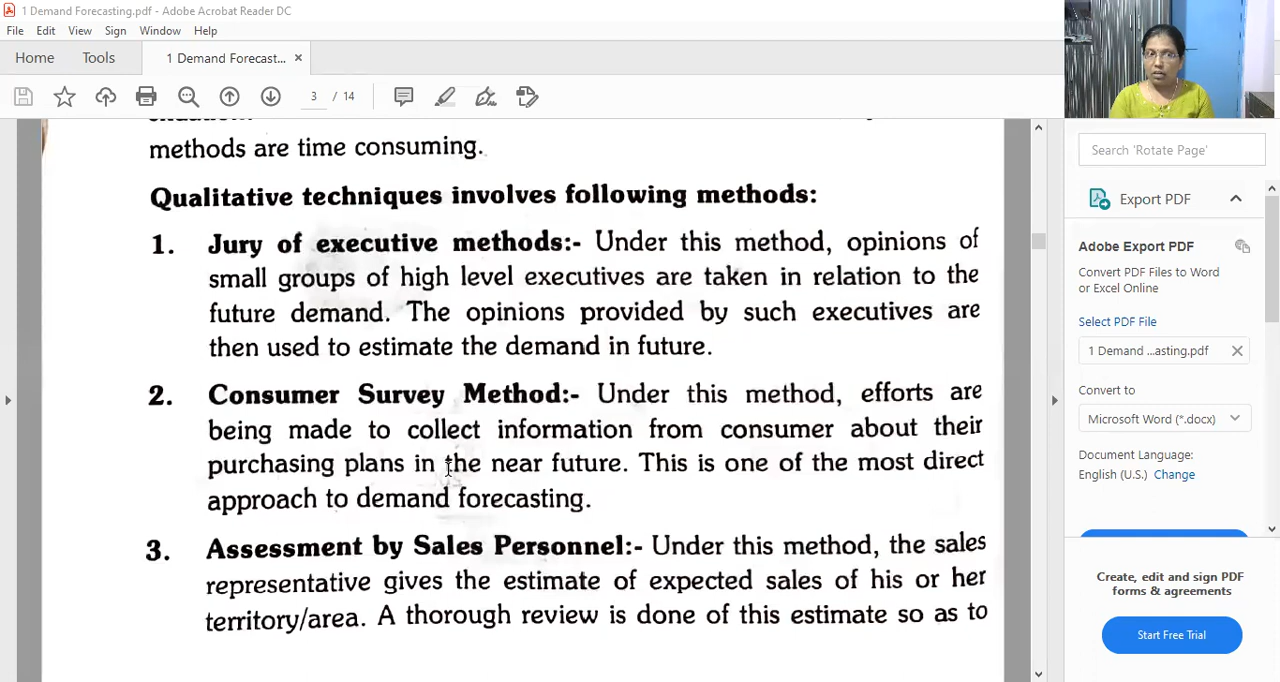 1 Demand Forecasting.pdf - Adobe Acrobat Reader DC
File Edit View Sign Window Help
Home Tools 1 Demand Forecast... ×
3 / 14
methods are time consuming.
Qualitative techniques involves following methods:
1. Jury of executive methods:- Under this method, opinions of
small groups of high level executives are taken in relation to the
future demand. The opinions provided by such executives are
then used to estimate the demand in future.
2. Consumer Survey Method:- Under this method, efforts are
being made to collect information from consumer about their
purchasing plans in the near future. This is one of the most direct
approach to demand forecasting.
3. Assessment by Sales Personnel:- Under this method, the sales
representative gives the estimate of expected sales of his or her
territory/area. A thorough review is done of this estimate so as to
Search 'Rotate Page'
Export PDF
Adobe Export PDF
Convert PDF Files to Word
or Excel Online
Select PDF File
1 Demand ...asting.pdf
Convert to
Microsoft Word (*.docx)
Document Language:
English (U.S.) Change
Create, edit and sign PDF
forms & agreements
Start Free Trial